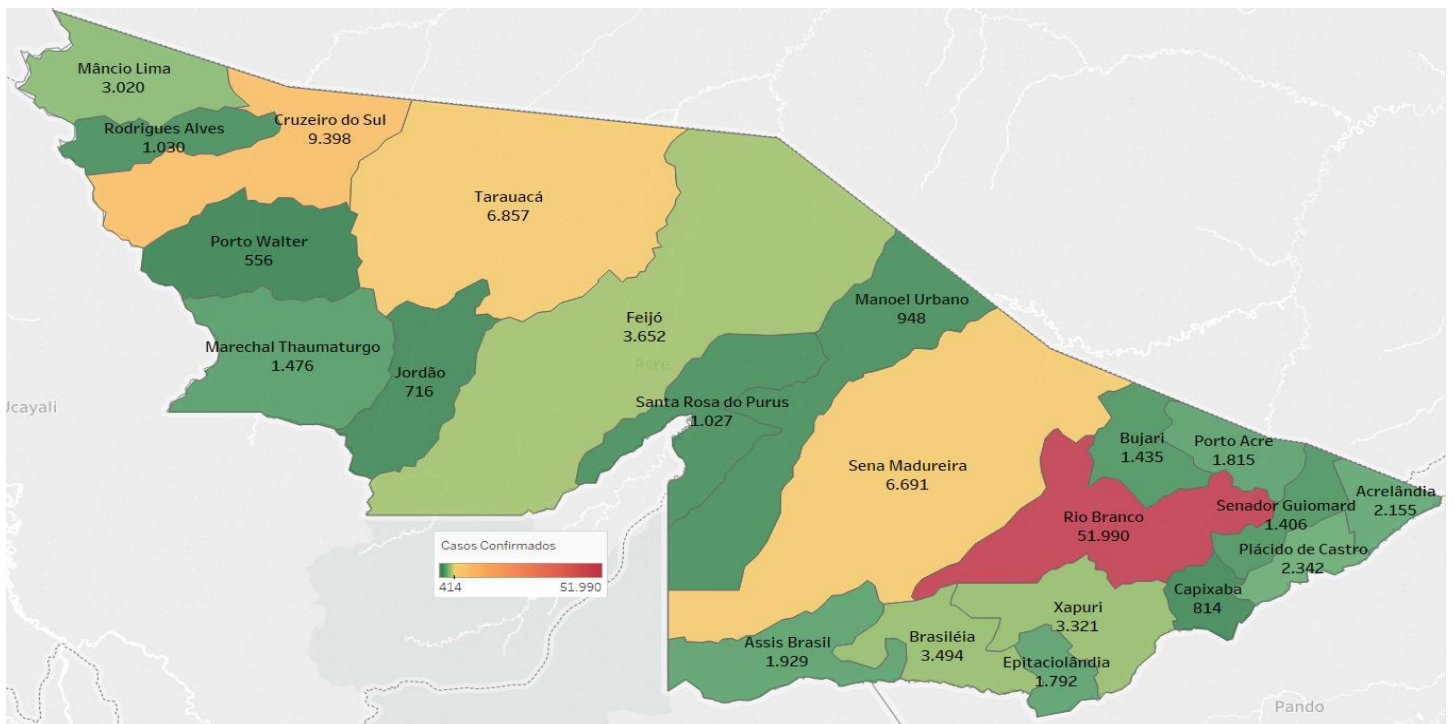 Mâncio Lima
3.020
Rodrigues Alves
1.030
Cruzeiro do Sul
9.398
Tarauacá
6.857
Porto Walter
556
Marechal Thaumaturgo
1.476
Jordão
716
Feijó
3.652
Acre
Manoel Urbano
948
Santa Rosa do Purus
1.027
Ucayali
Sena Madureira
6.691
Bujari
1.435
Porto Acre
1.815
Rio Branco
51.990
Senador Guiomard
1.406
Acrelândia
2.155
Plácido de Castro
2.342
Capixaba
814
Xapuri
3.321
Brasiléia
3.494
Assis Brasil
1.929
Epitaciolândia
1.792
Casos Confirmados
414 51.990
Pando